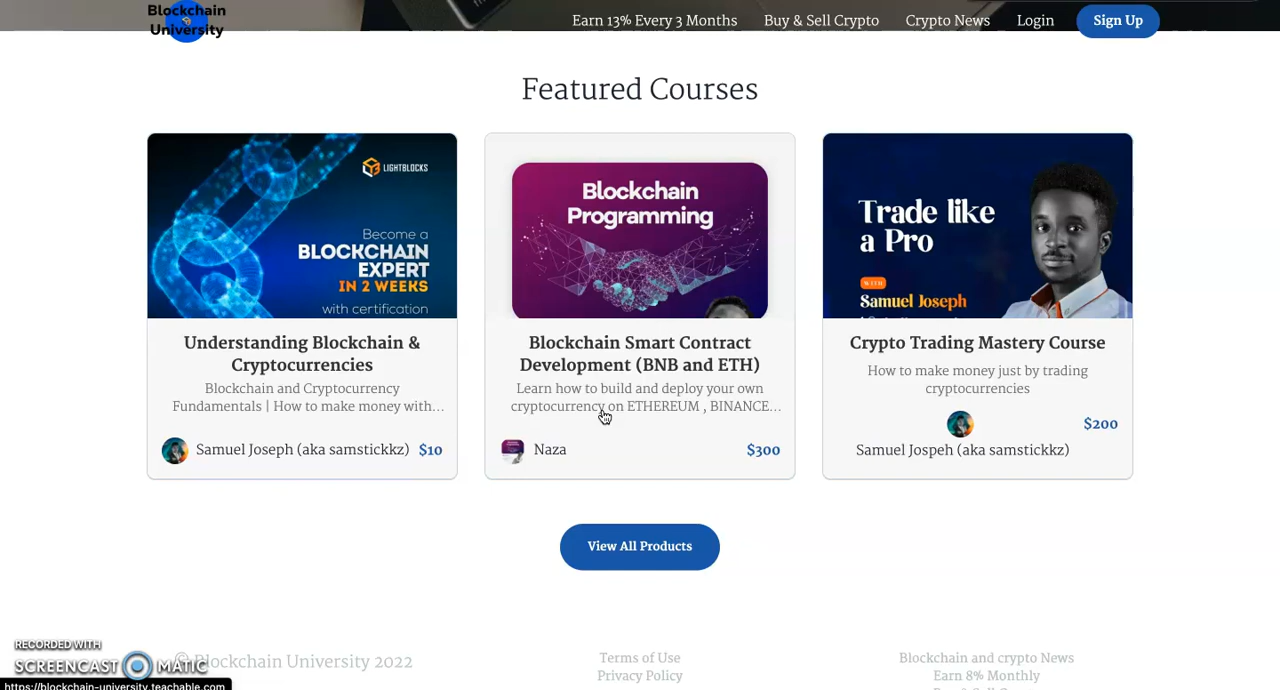 Blockchain
University
Earn 13% Every 3 Months
Buy & Sell Crypto
Crypto News
Login
Sign Up
Featured Courses
LIGHTBLOCKS
Become a
BLOCKCHAIN
EXPERT
IN 2 WEEKS
with certification
Understanding Blockchain &
Cryptocurrencies
Blockchain and Cryptocurrency
Fundamentals | How to make money with...
Samuel Joseph (aka samstickkz) $10
Blockchain
Programming
Blockchain Smart Contract
Development (BNB and ETH)
Learn how to build and deploy your own
cryptocurrency on ETHEREUM , BINANCE...
Naza $300
Trade like
a Pro
WITH
Samuel Joseph
Crypto Trading Mastery Course
How to make money just by trading
cryptocurrencies
$200
Samuel Jospeh (aka samstickkz)
View All Products
© Blockchain University 2022
Terms of Use
Privacy Policy
Blockchain and crypto News
Earn 8% Monthly
RECORDED WITH
SCREENCAST MATIC
https://blockchain-university.teachable.com